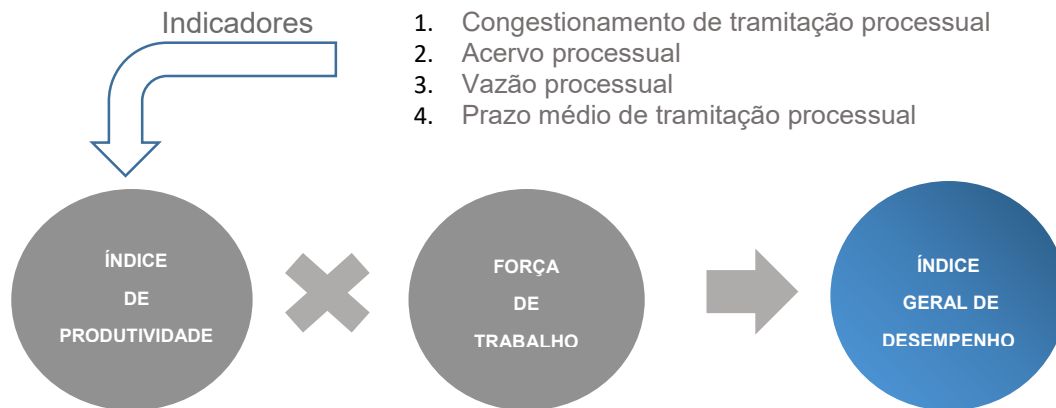 Indicadores
1. Congestionamento de tramitação processual
2. Acervo processual
3. Vazão processual
4. Prazo médio de tramitação processual
ÍNDICE
DE
PRODUTIVIDADE
FORÇA
DE
TRABALHO
ÍNDICE
GERAL DE
DESEMPENHO